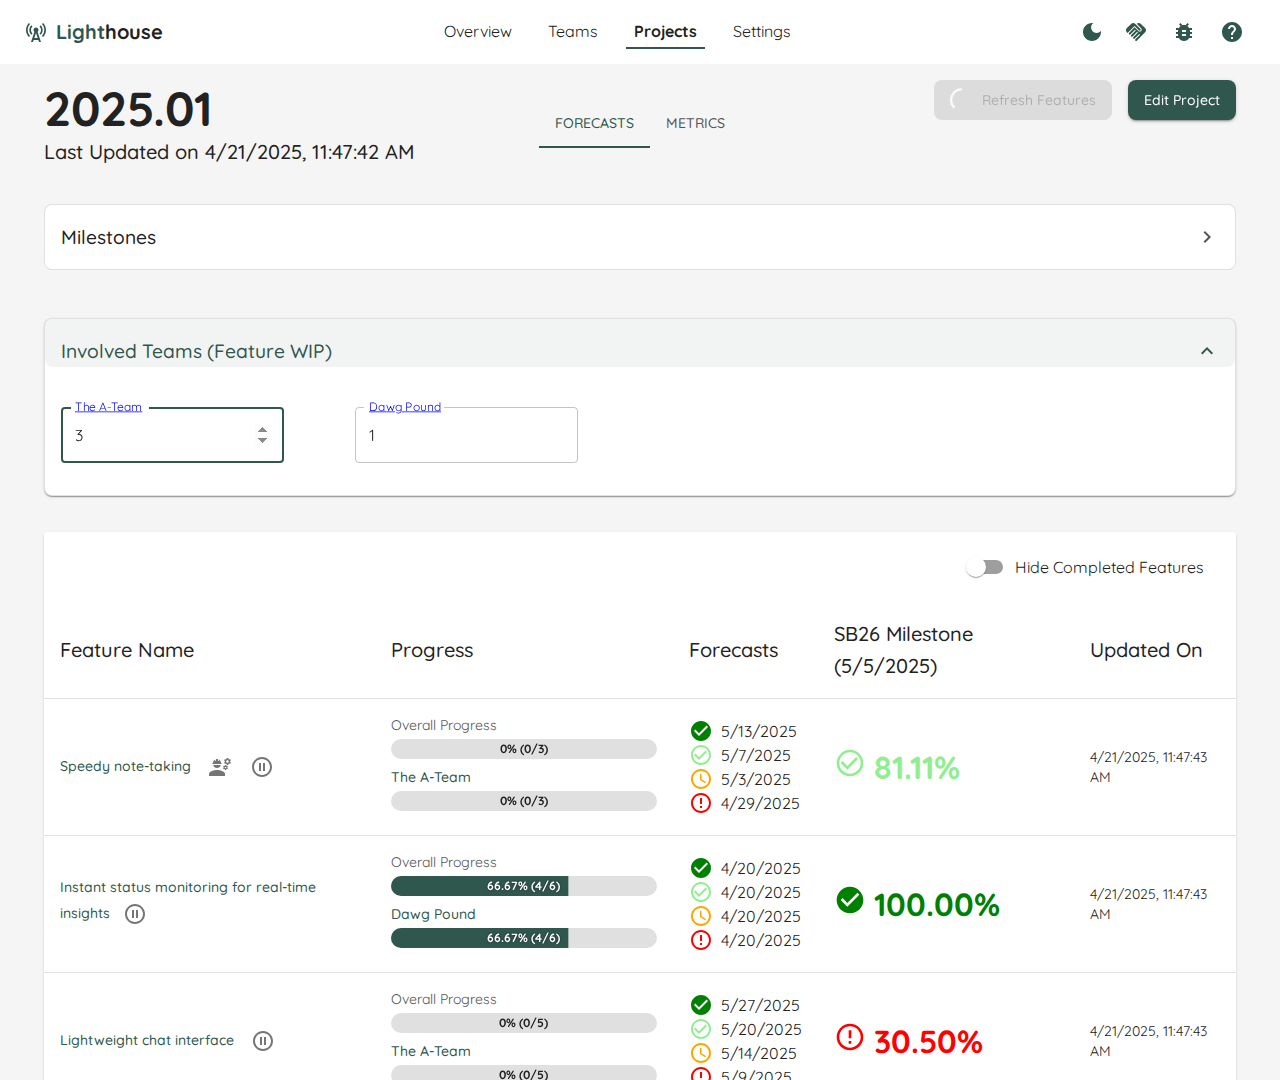 Lighthouse
Overview
Teams
Projects
Settings
2025.01
Last Updated on 4/21/2025, 11:47:42 AM
FORECASTS
METRICS
Refresh Features
Edit Project
Milestones
Involved Teams (Feature WIP)
The A-Team
3
Dawg Pound
1
Hide Completed Features
Feature Name
Progress
Forecasts
SB26 Milestone
(5/5/2025)
Updated On
Speedy note-taking
Overall Progress
0% (0/3)
The A-Team
0% (0/3)
5/13/2025
5/7/2025
5/3/2025
4/29/2025
81.11%
4/21/2025, 11:47:43
AM
Instant status monitoring for real-time
insights
Overall Progress
66.67% (4/6)
Dawg Pound
66.67% (4/6)
4/20/2025
4/20/2025
4/20/2025
4/20/2025
100.00%
4/21/2025, 11:47:43
AM
Lightweight chat interface
Overall Progress
0% (0/5)
The A-Team
0% (0/5)
5/27/2025
5/20/2025
5/14/2025
5/9/2025
30.50%
4/21/2025, 11:47:43
AM